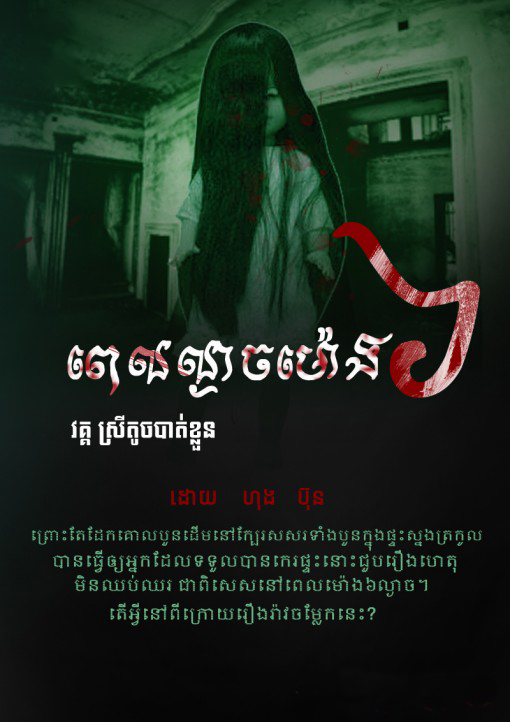 ពេលល្ងាចម៉ោង ៦
វគ្គ ស្រីតូចបាត់ខ្លួន
ដោយ ហុង ប៊ុន
ព្រោះតែដែកគោលបួនដើមនៅក្បែរសសរទាំងបួនក្នុងផ្ទះស្នងត្រកូល
បានធ្វើឲ្យអ្នកដែលទទួលបានកេរផ្ទះនោះជួបរឿងហេតុ
មិនឈប់ឈរ ជាពិសេសនៅពេលម៉ោង៦ល្ងាច។
តើអ្វីនៅពីក្រោយរឿងរ៉ាវចម្លែកនេះ?